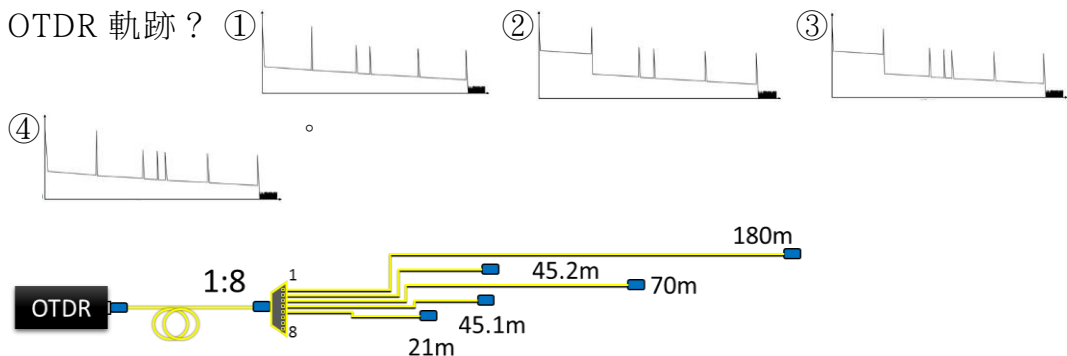 OTDR 軌跡？ ①
②
③
④
。
180m
1:8
1
45.2m
70m
OTDR
8
45.1m
21m